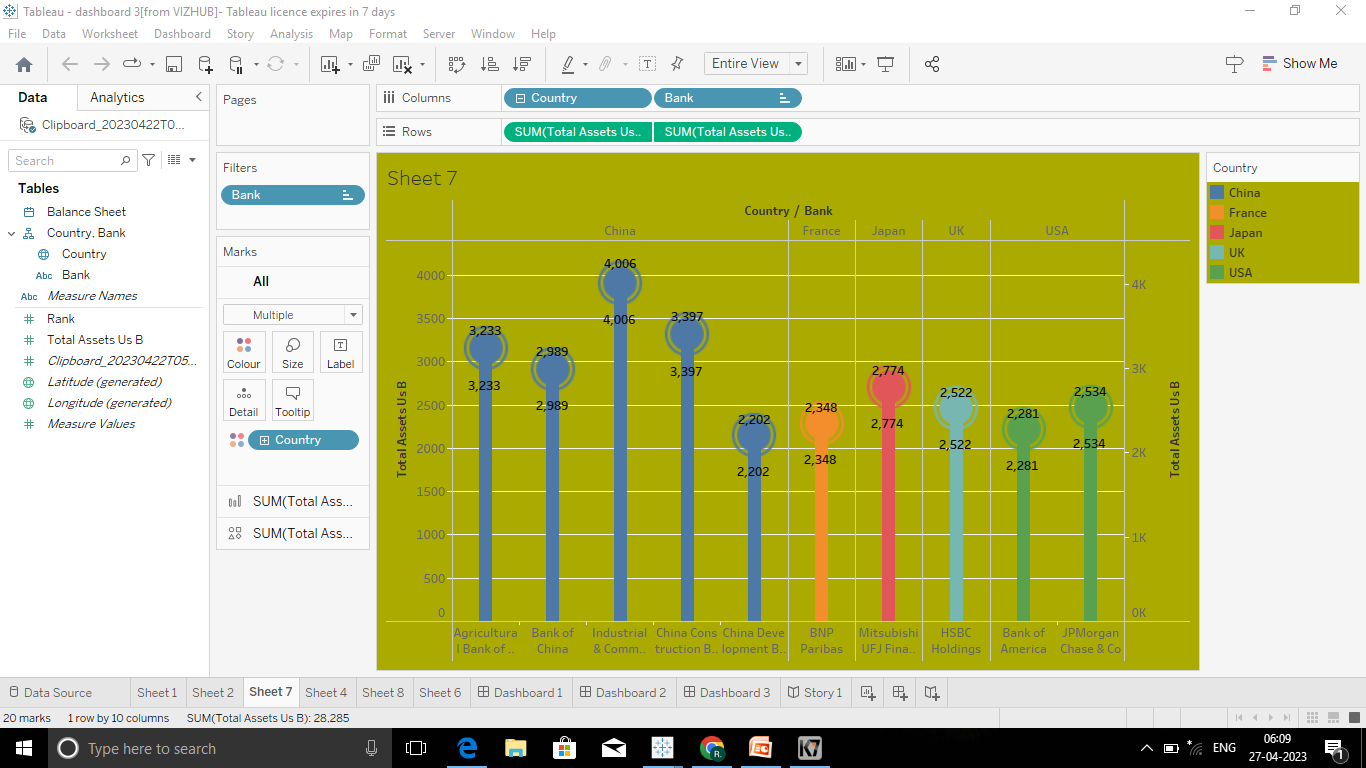 Tableau - dashboard 3[from VIZHUB]- Tableau licence expires in 7 days
File Data Worksheet Dashboard Story Analysis Map Format Server Window Help
Entire View
Show Me
Data Analytics
Clipboard_20230422T0...
Search
Tables
Balance Sheet
Country, Bank
Country
Abc Bank
Abc Measure Names
Rank
Total Assets Us B
Clipboard_20230422T05...
Latitude (generated)
Longitude (generated)
Measure Values
Pages
Filters
Bank
Marks
All
Multiple
Colour Size Label
Detail Tooltip
Country
SUM(Total Ass...
SUM(Total Ass...
Columns Country Bank
Rows SUM(Total Assets Us.. SUM(Total Assets Us..
Sheet 7
Country / Bank
China France Japan UK USA
Total Assets Us B
4000
3500
3000
2500
2000
1500
1000
500
0
3,233
3,233
2,989
2,989
4,006
4,006
3,397
3,397
2,202
2,202
2,348
2,348
2,774
2,774
2,522
2,522
2,281
2,281
2,534
2,534
4K
3K
2K
1K
0K
Total Assets Us B
Agricultura
l Bank of ..
Bank of
China
Industrial
& Comm..
China Cons
truction B..
China Deve
lopment B..
BNP
Paribas
Mitsubishi
UFJ Fina..
HSBC
Holdings
Bank of
America
JPMorgan
Chase & Co
Country
China
France
Japan
UK
USA
Data Source Sheet 1 Sheet 2 Sheet 7 Sheet 4 Sheet 8 Sheet 6 Dashboard 1 Dashboard 2 Dashboard 3 Story 1
20 marks 1 row by 10 columns SUM(Total Assets Us B): 28,285
Type here to search
R.
ENG
06:09
27-04-2023
1